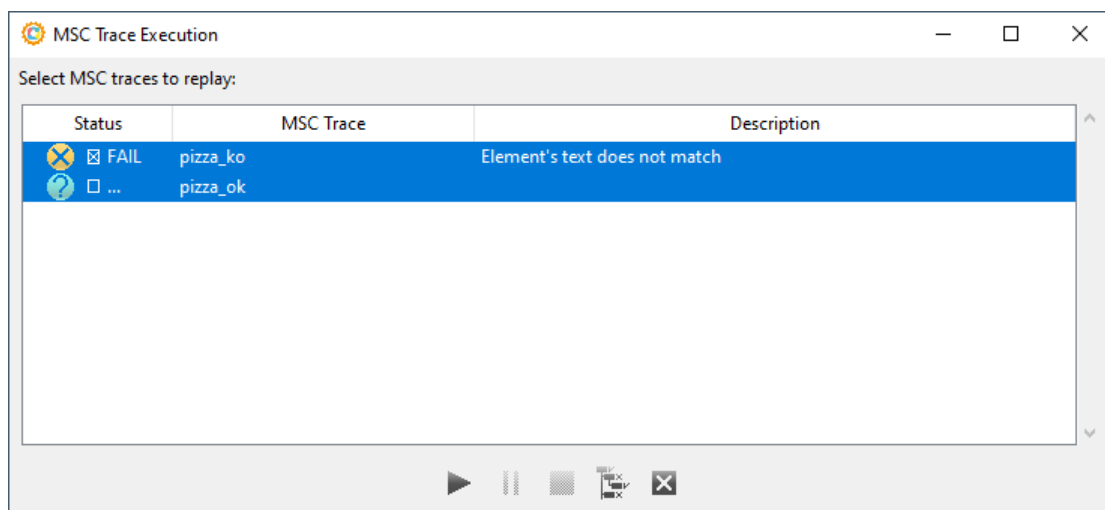 MSC Trace Execution
Select MSC traces to replay:
Status MSC Trace Description
FAIL pizza_ko Element's text does not match
... pizza_ok